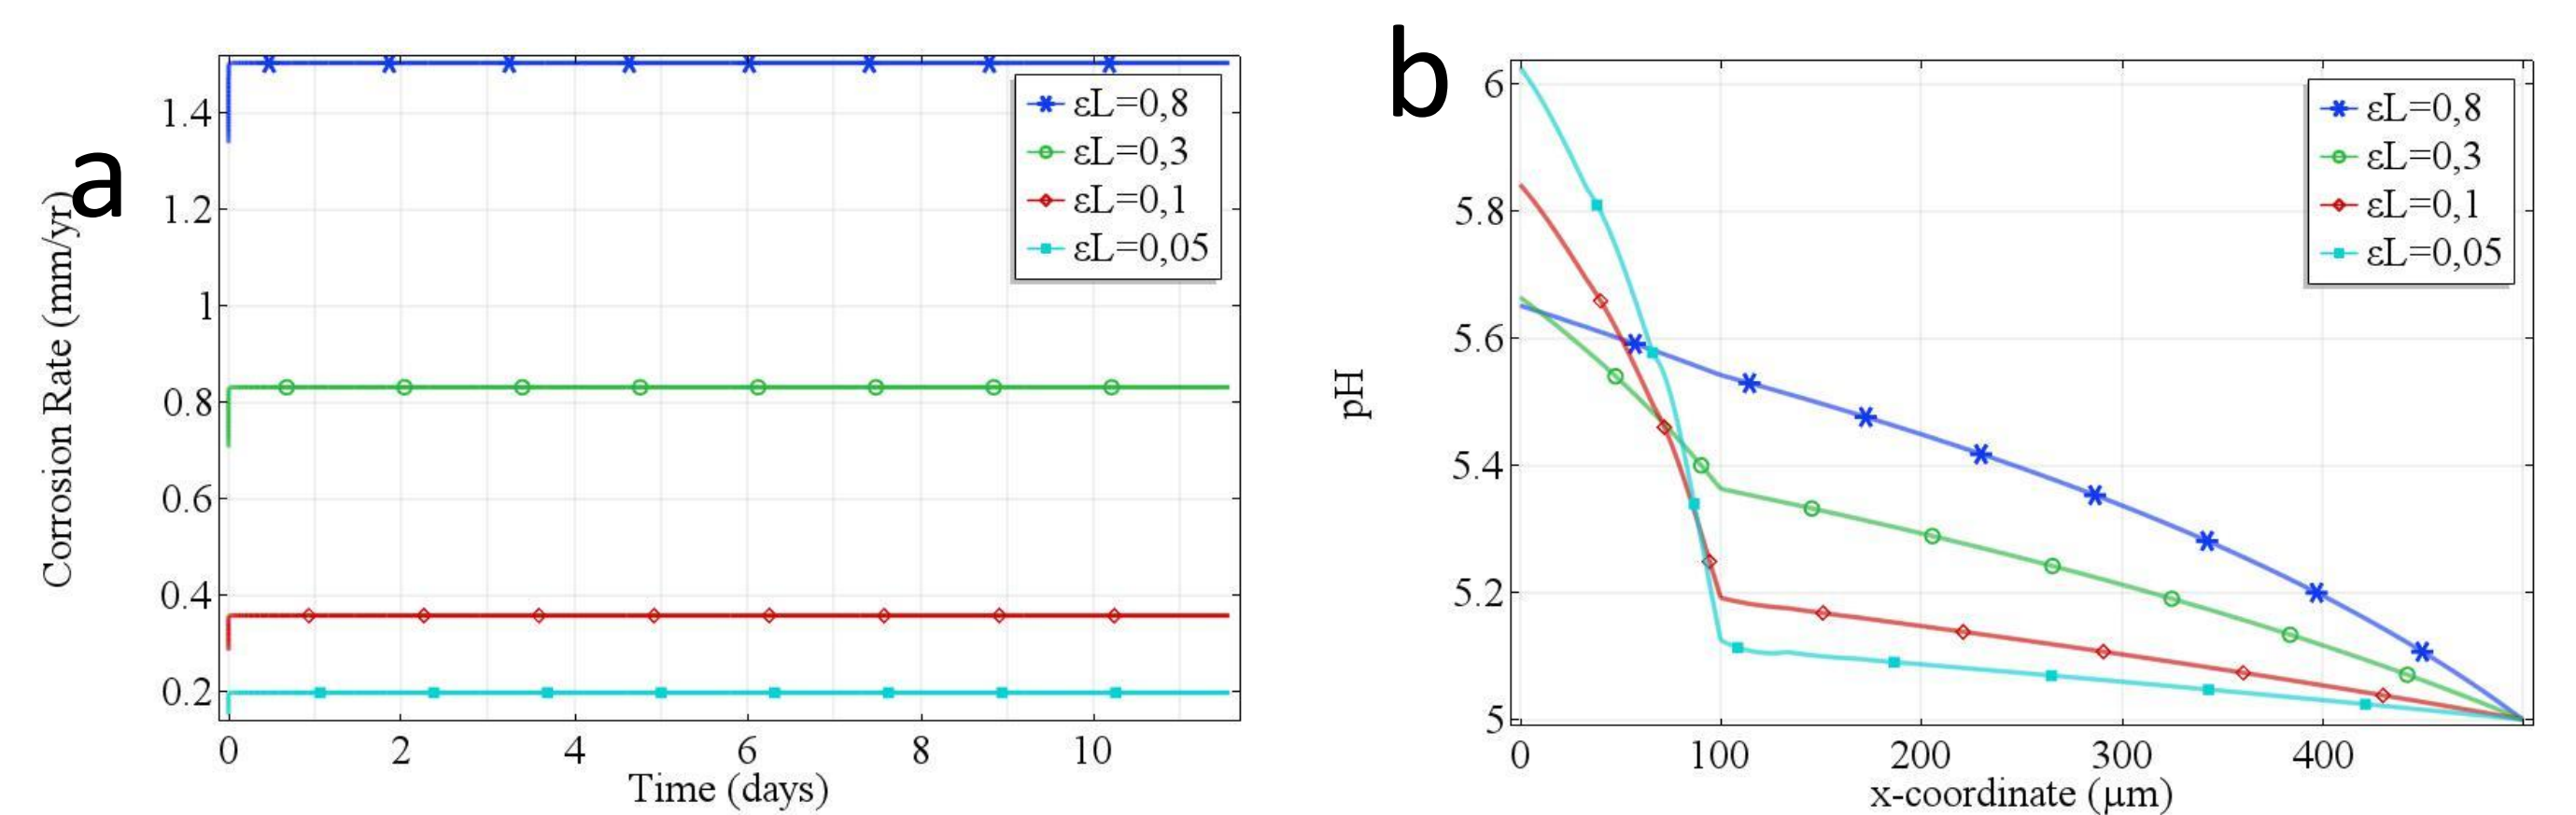 a
Corrosion Rate (mm/yr)
1.4
1.2
1
0.8
0.6
0.4
0.2
0 2 4 6 8 10
Time (days)
εL=0,8
εL=0,3
εL=0,1
εL=0,05
b
pH
6
5.8
5.6
5.4
5.2
5
0 100 200 300 400
x-coordinate (μm)
εL=0,8
εL=0,3
εL=0,1
εL=0,05